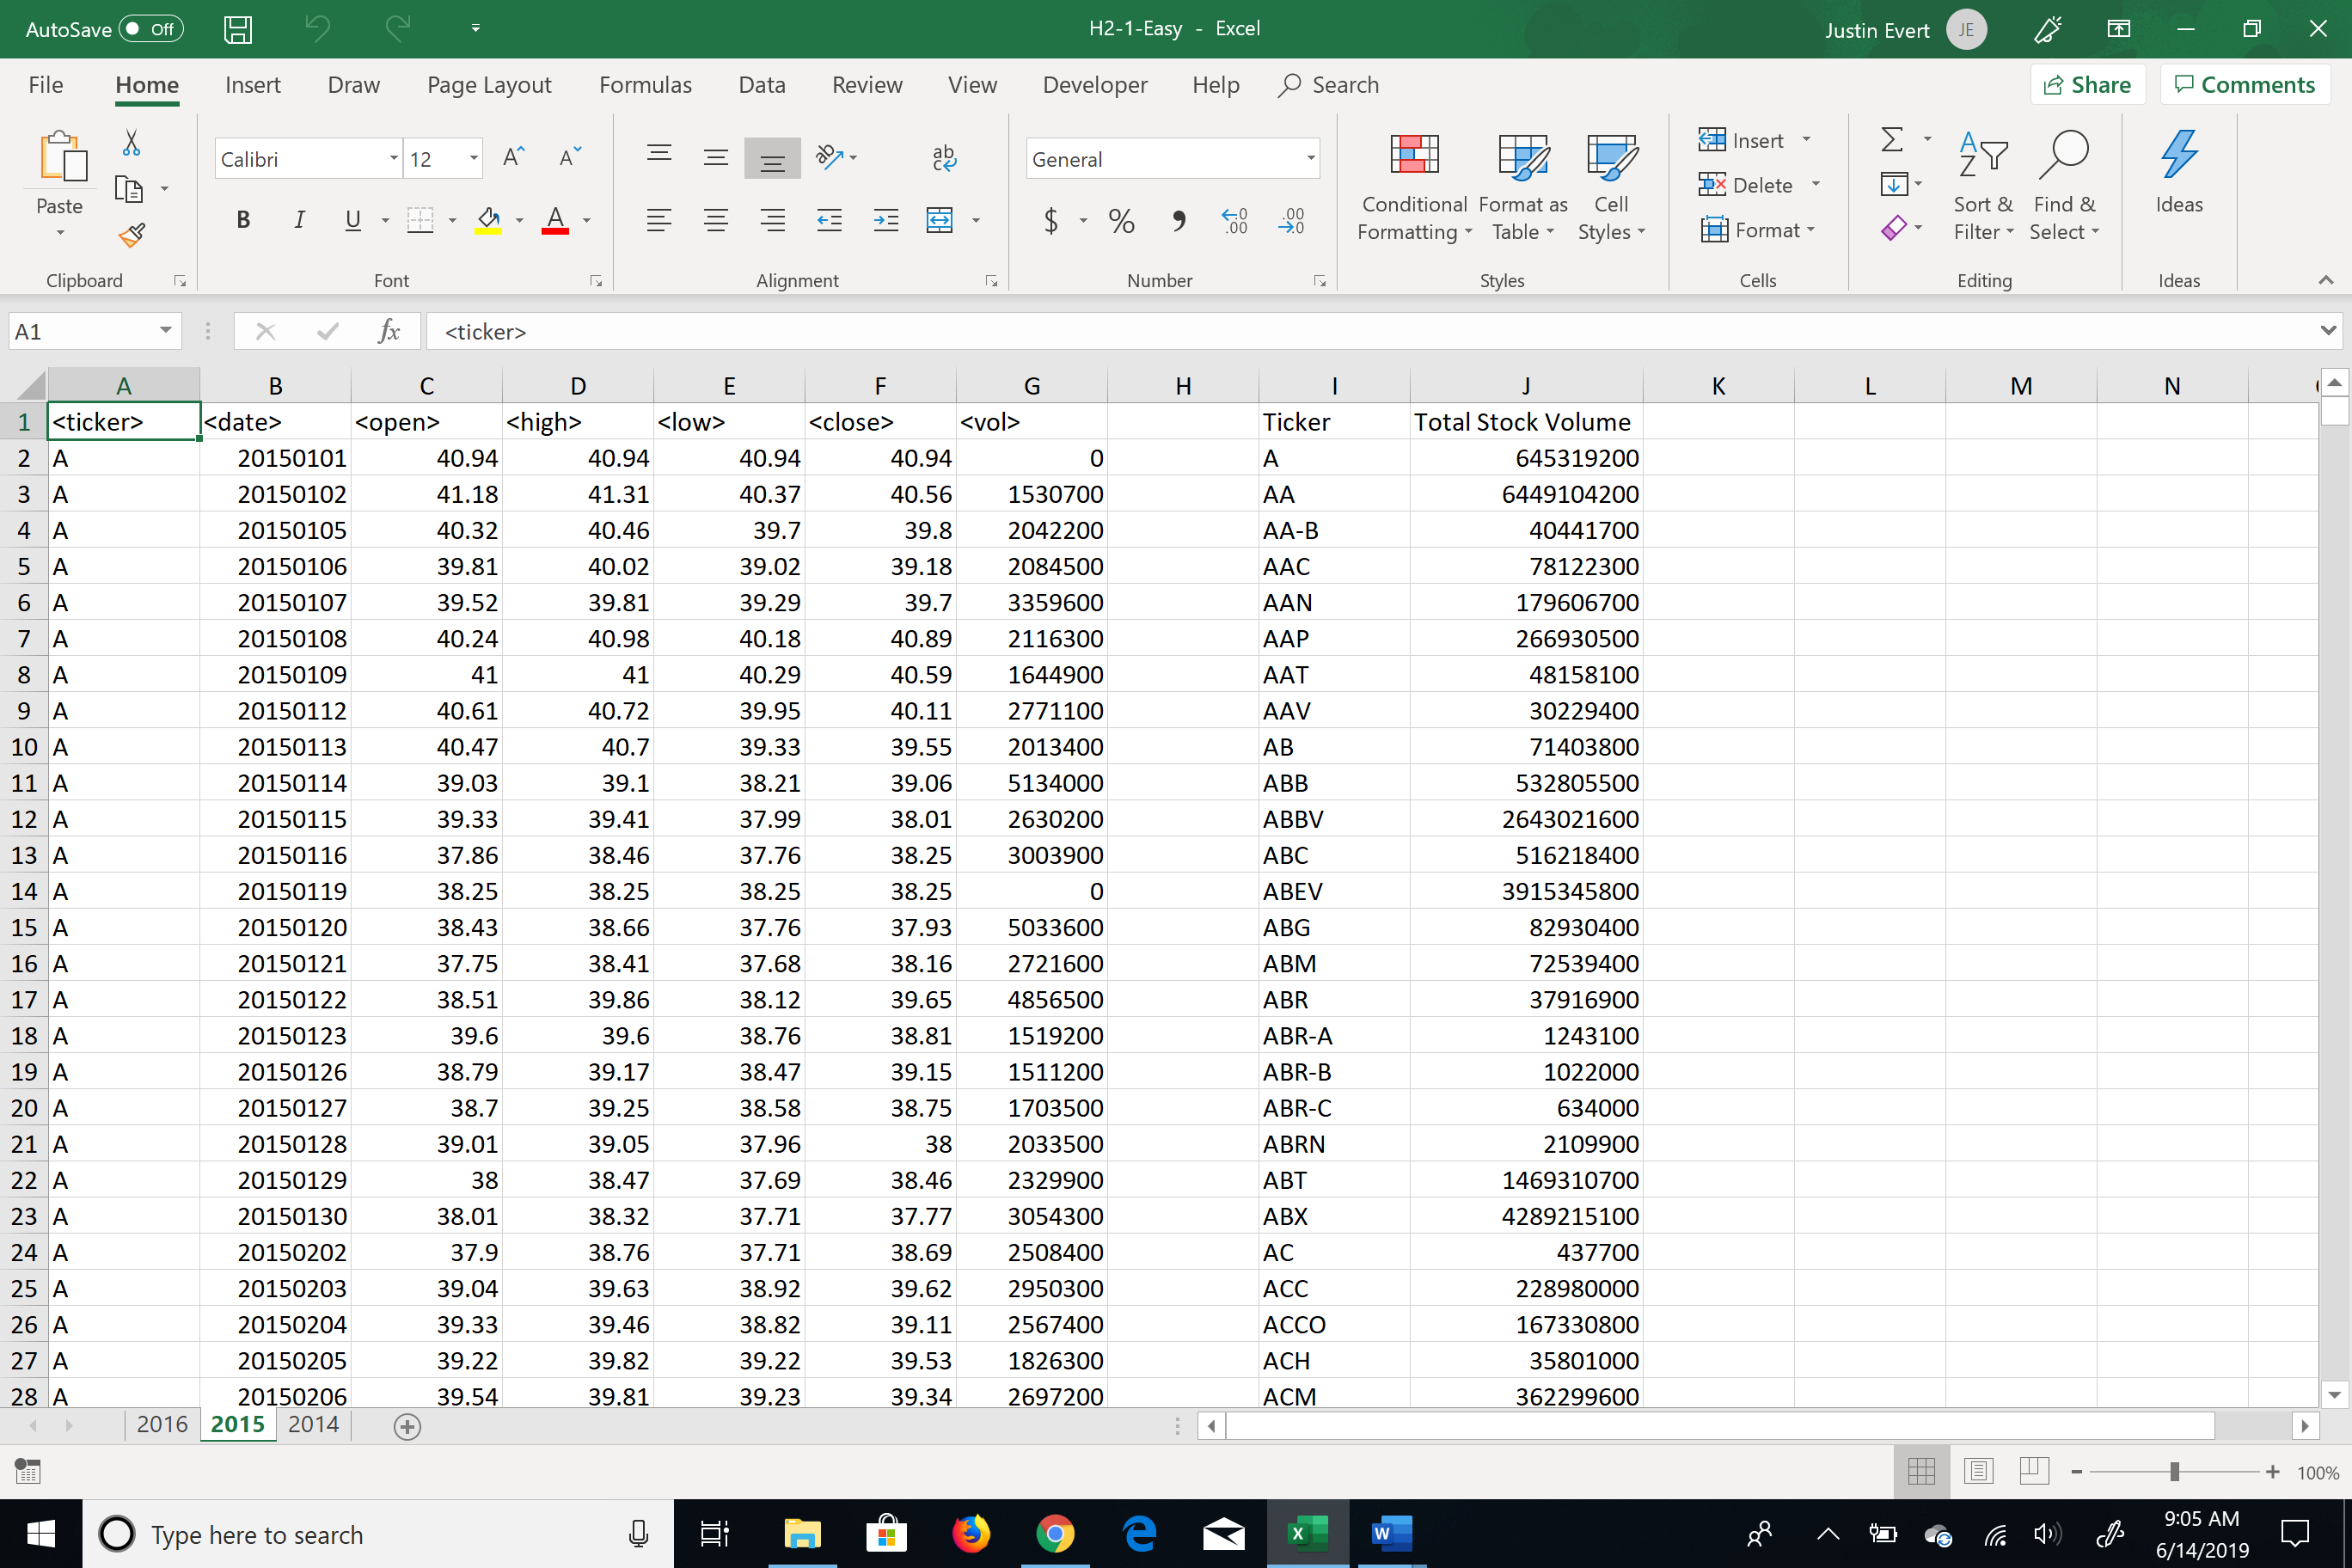 AutoSave Off H2-1-Easy - Excel Justin Evert JE
File Home Insert Draw Page Layout Formulas Data Review View Developer Help Search Share Comments
Paste
Clipboard
Calibri 12
B I U
Font
ab
Alignment
General
$ % , .00 .00
Number
Conditional Formatting
Format as Table
Cell Styles
Styles
Insert
Delete
Format
Cells
Sort & Filter
Find & Select
Editing
Ideas
Ideas
A1 fx <ticker>
A B C D E F G H I J K L M N
1 <ticker> <date> <open> <high> <low> <close> <vol> Ticker Total Stock Volume
2 A 20150101 40.94 40.94 40.94 40.94 0 A 645319200
3 A 20150102 41.18 41.31 40.37 40.56 1530700 AA 6449104200
4 A 20150105 40.32 40.46 39.7 39.8 2042200 AA-B 40441700
5 A 20150106 39.81 40.02 39.02 39.18 2084500 AAC 78122300
6 A 20150107 39.52 39.81 39.29 39.7 3359600 AAN 179606700
7 A 20150108 40.24 40.98 40.18 40.89 2116300 AAP 266930500
8 A 20150109 41 41 40.29 40.59 1644900 AAT 48158100
9 A 20150112 40.61 40.72 39.95 40.11 2771100 AAV 30229400
10 A 20150113 40.47 40.7 39.33 39.55 2013400 AB 71403800
11 A 20150114 39.03 39.1 38.21 39.06 5134000 ABB 532805500
12 A 20150115 39.33 39.41 37.99 38.01 2630200 ABBV 2643021600
13 A 20150116 37.86 38.46 37.76 38.25 3003900 ABC 516218400
14 A 20150119 38.25 38.25 38.25 38.25 0 ABEV 3915345800
15 A 20150120 38.43 38.66 37.76 37.93 5033600 ABG 82930400
16 A 20150121 37.75 38.41 37.68 38.16 2721600 ABM 72539400
17 A 20150122 38.51 39.86 38.12 39.65 4856500 ABR 37916900
18 A 20150123 39.6 39.6 38.76 38.81 1519200 ABR-A 1243100
19 A 20150126 38.79 39.17 38.47 39.15 1511200 ABR-B 1022000
20 A 20150127 38.7 39.25 38.58 38.75 1703500 ABR-C 634000
21 A 20150128 39.01 39.05 37.96 38 2033500 ABRN 2109900
22 A 20150129 38 38.47 37.69 38.46 2329900 ABT 1469310700
23 A 20150130 38.01 38.32 37.71 37.77 3054300 ABX 4289215100
24 A 20150202 37.9 38.76 37.71 38.69 2508400 AC 437700
25 A 20150203 39.04 39.63 38.92 39.62 2950300 ACC 228980000
26 A 20150204 39.33 39.46 38.82 39.11 2567400 ACCO 167330800
27 A 20150205 39.22 39.82 39.22 39.53 1826300 ACH 35801000
28 A 20150206 39.54 39.81 39.23 39.34 2697200 ACM 362299600
2016 2015 2014
100%
Type here to search
9:05 AM
6/14/2019